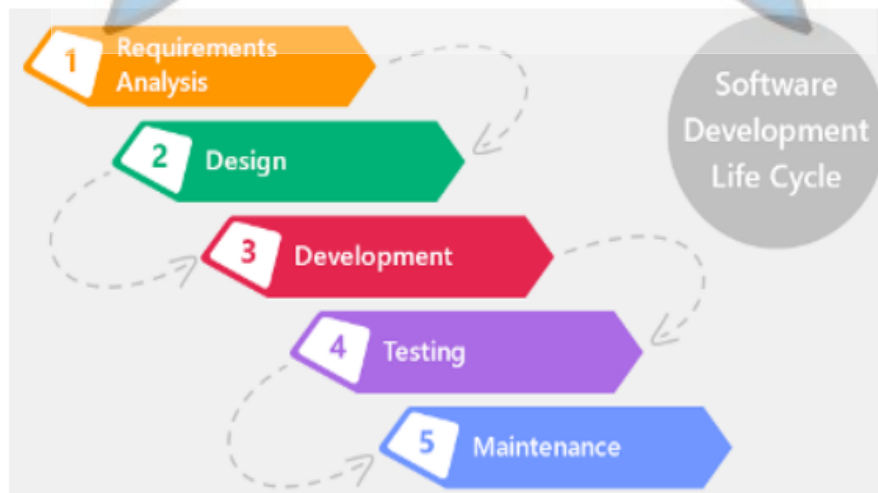 1
Requirements
Analysis
2
Design
3
Development
4
Testing
5
Maintenance
Software
Development
Life Cycle